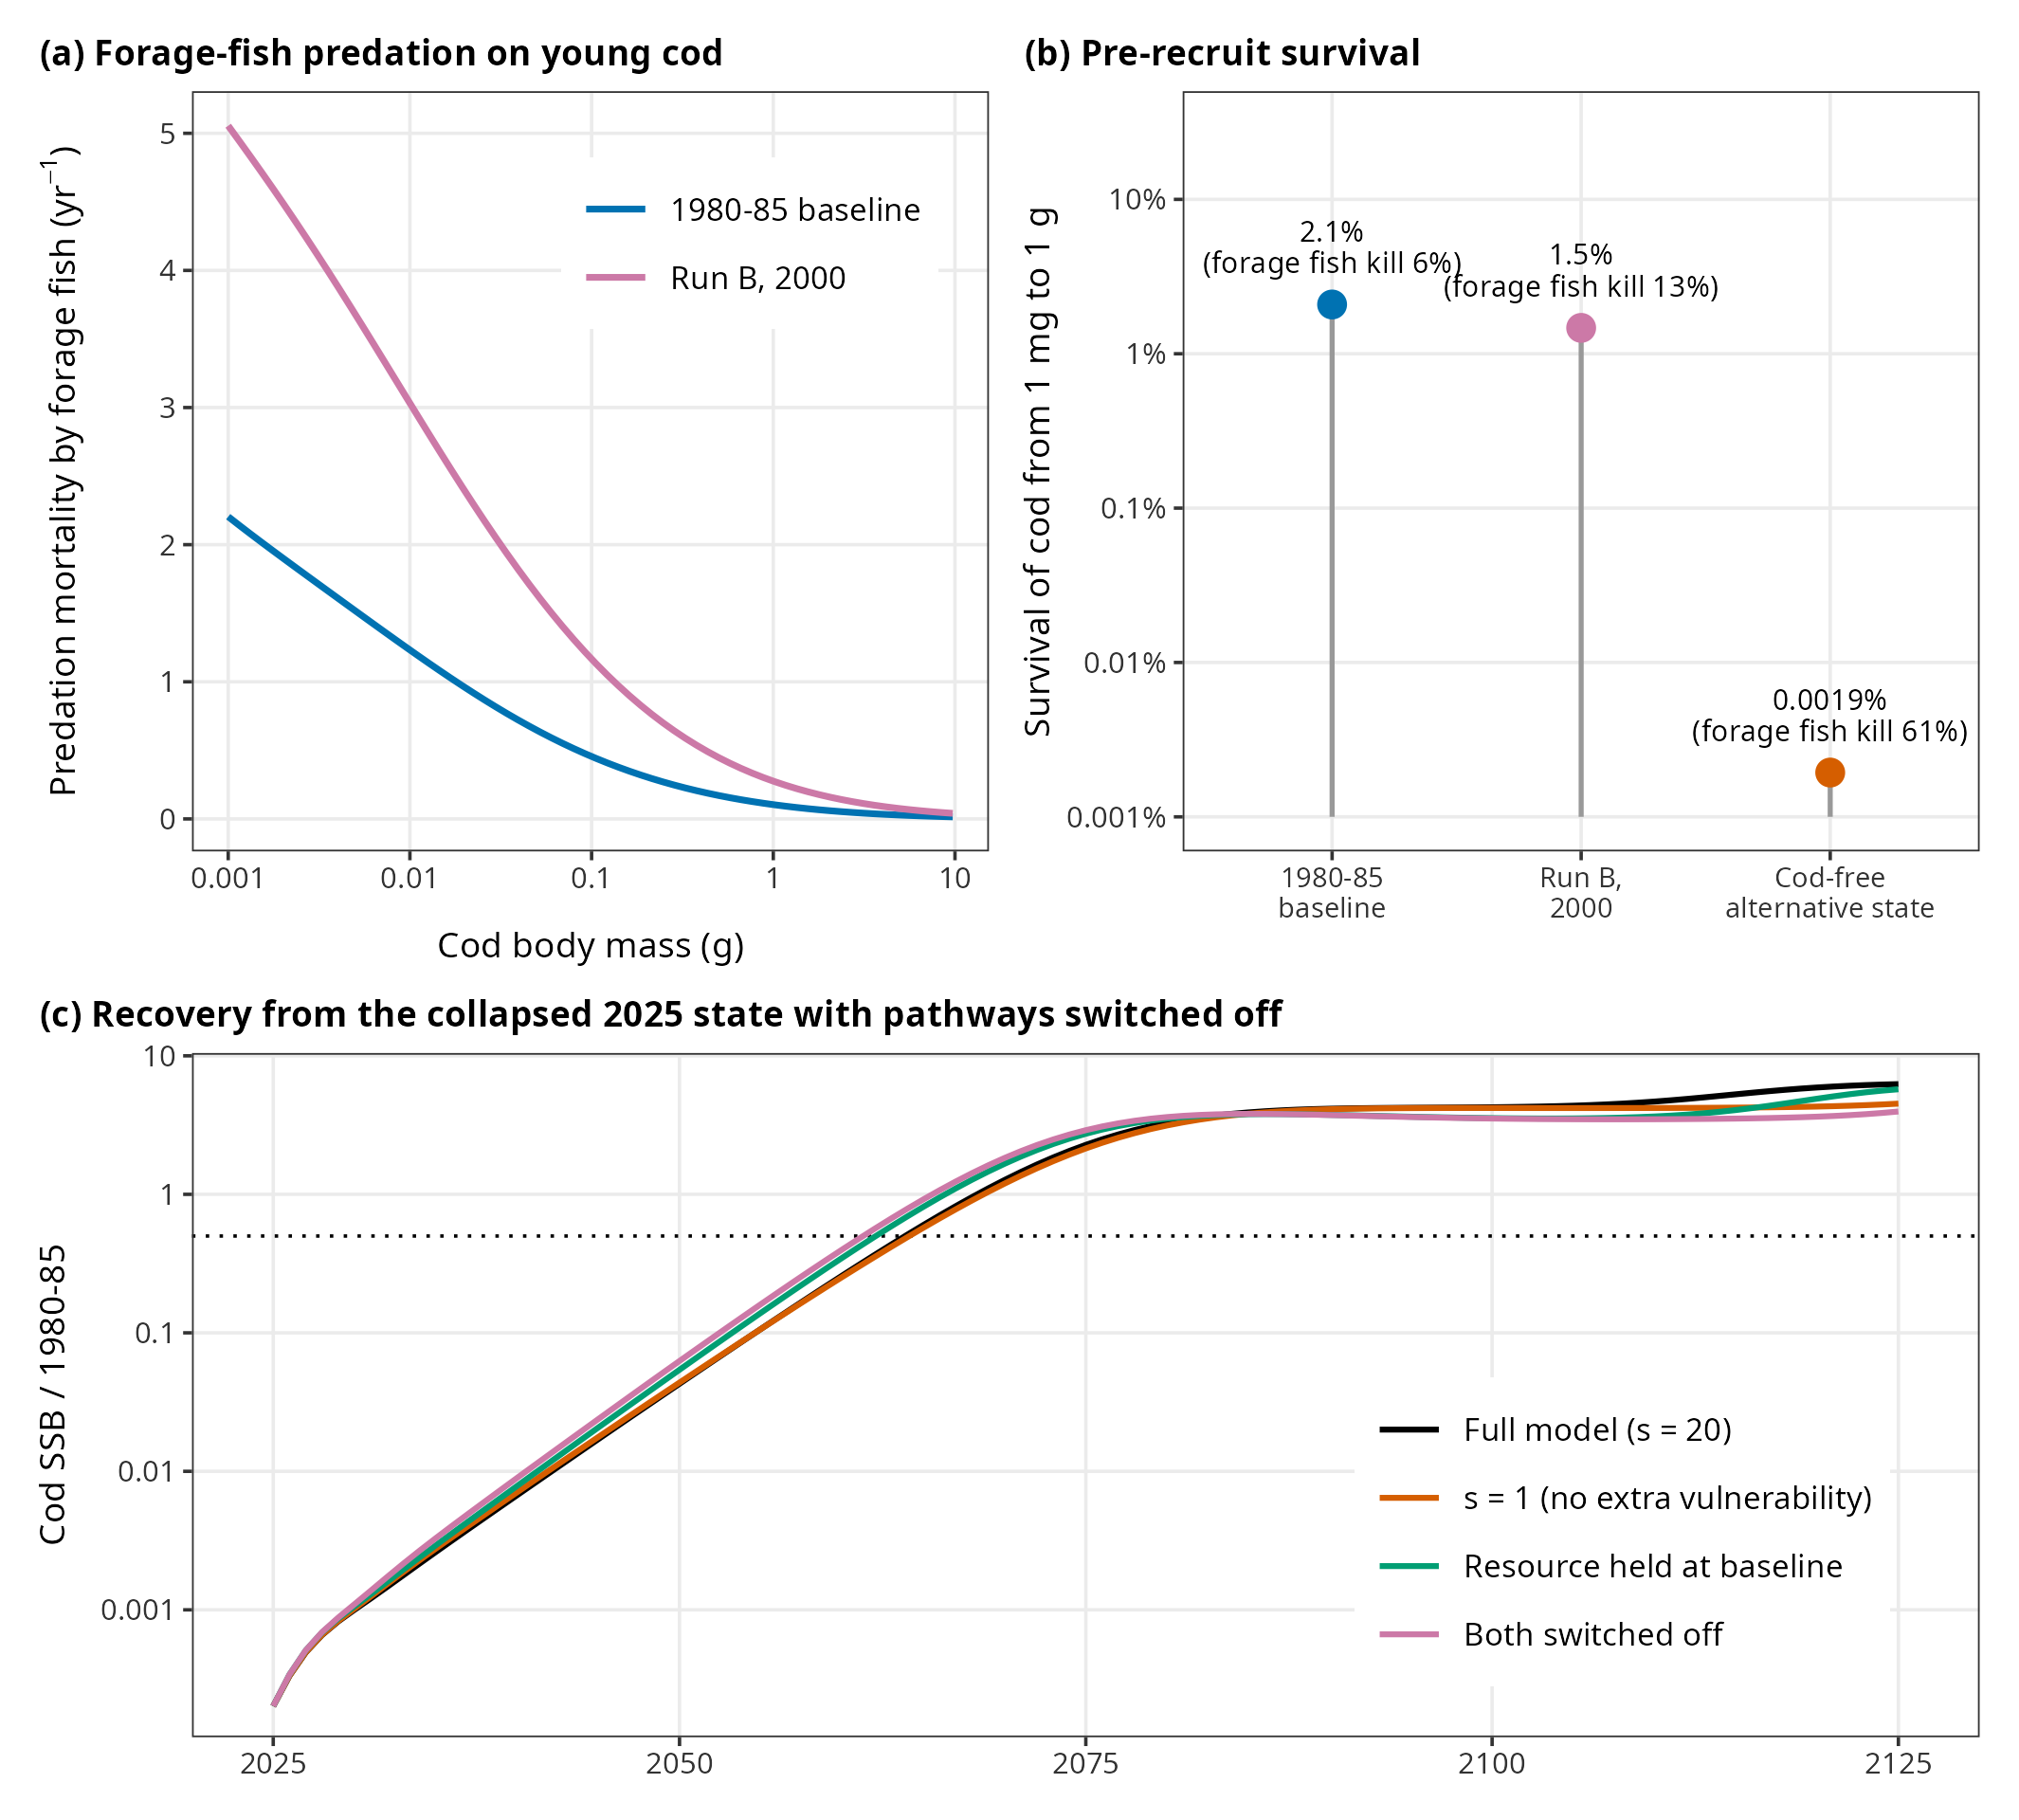 (a) Forage-fish predation on young cod
Predation mortality by forage fish (yr⁻¹)
5
4
3
2
1
0
1980-85 baseline
Run B, 2000
0.001
0.01
0.1
1
10
Cod body mass (g)
(b) Pre-recruit survival
Survival of cod from 1 mg to 1 g
10%
1%
0.1%
0.01%
0.001%
2.1%
(forage fish kill 6%)
1.5%
(forage fish kill 13%)
0.0019%
(forage fish kill 61%)
1980-85
baseline
Run B,
2000
Cod-free
alternative state
(c) Recovery from the collapsed 2025 state with pathways switched off
Cod SSB / 1980-85
10
1
0.1
0.01
0.001
Full model (s = 20)
s = 1 (no extra vulnerability)
Resource held at baseline
Both switched off
2025
2050
2075
2100
2125